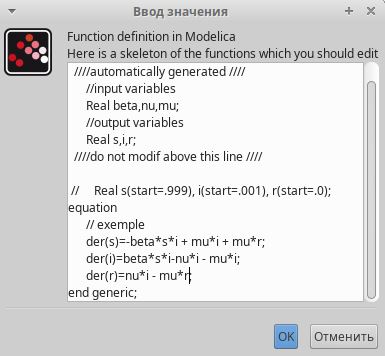 Ввод значения
Function definition in Modelica
Here is a skeleton of the functions which you should edit
////automatically generated ////
//input variables
Real beta,nu,mu;
//output variables
Real s,i,r;
////do not modif above this line ////
// Real s(start=.999), i(start=.001), r(start=.0);
equation
// exemple
der(s)=-beta*s*i + mu*i + mu*r;
der(i)=beta*s*i-nu*i - mu*i;
der(r)=nu*i - mu*r;
end generic;
OK
Отменить